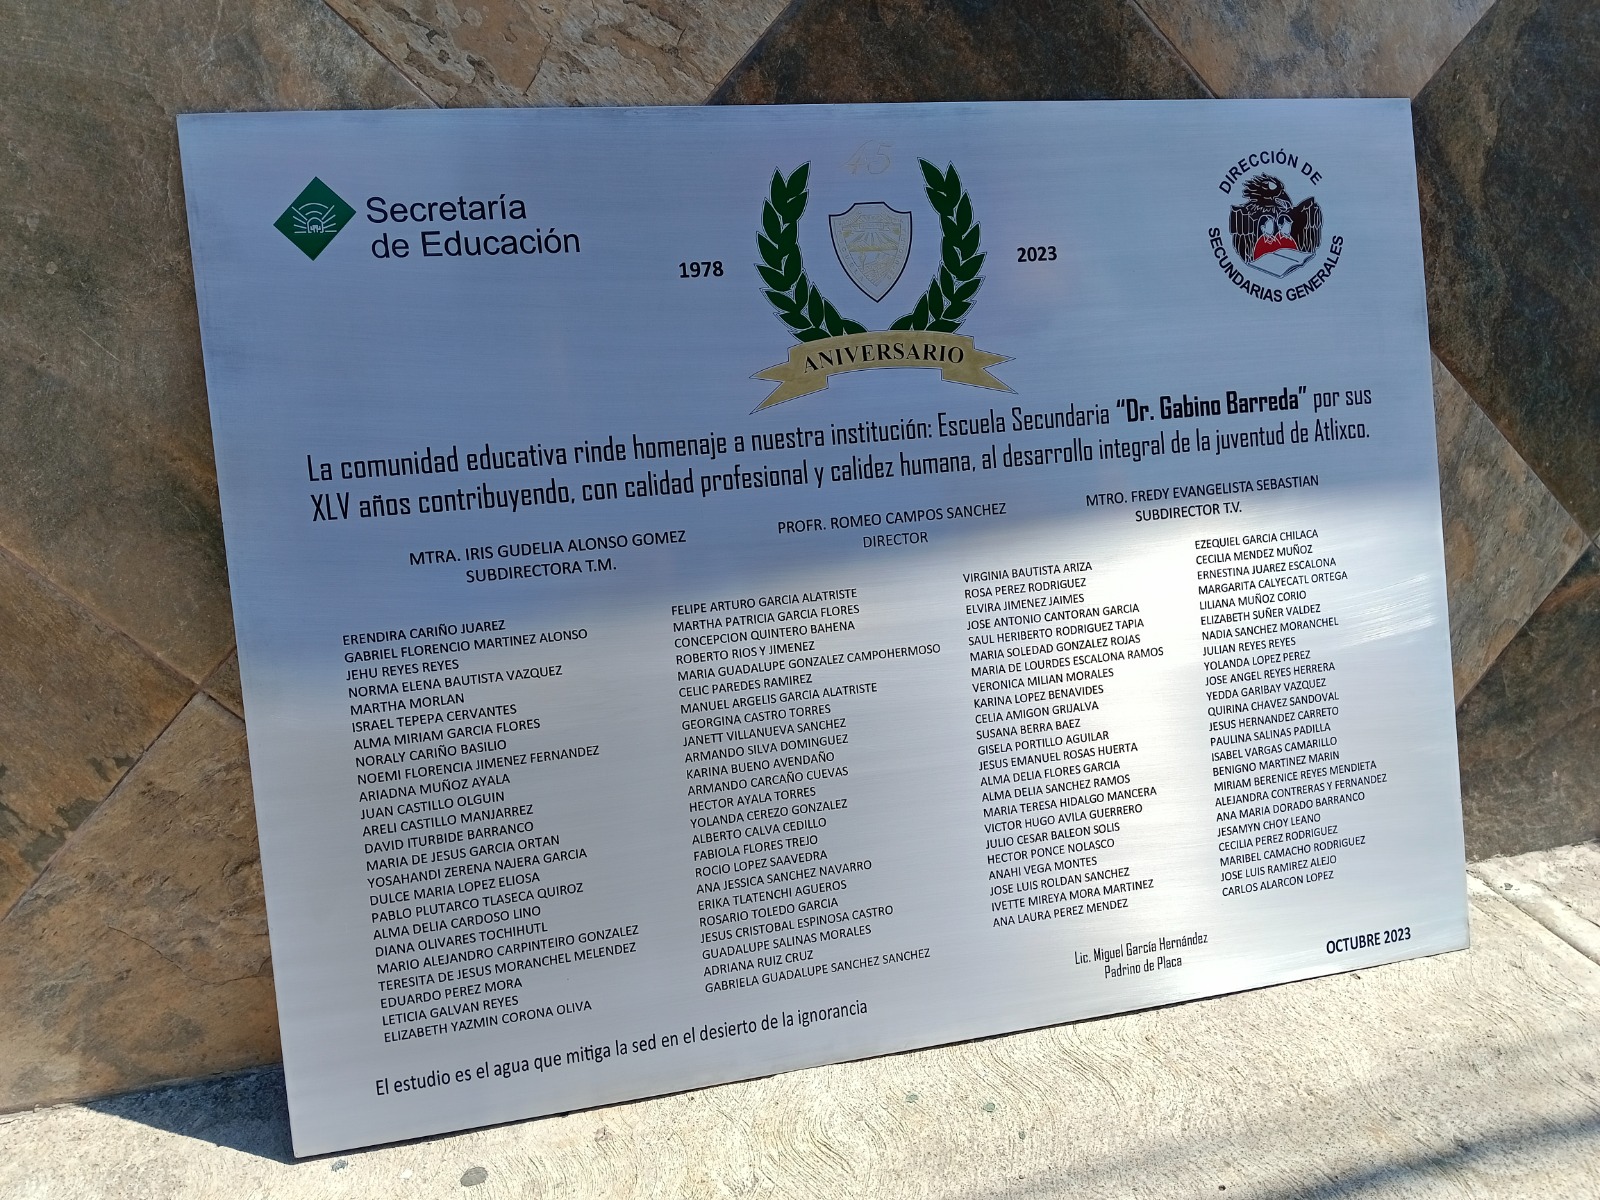 Secretaría
de Educación
45
1978
2023
ANIVERSARIO
DIRECCIÓN DE
SECUNDARIAS GENERALES
La comunidad educativa rinde homenaje a nuestra institución: Escuela Secundaria “Dr. Gabino Barreda” por sus
XLV años contribuyendo, con calidad profesional y calidez humana, al desarrollo integral de la juventud de Atlixco.
MTRA. IRIS GUDELIA ALONSO GOMEZ
SUBDIRECTORA T.M.
PROFR. ROMEO CAMPOS SANCHEZ
DIRECTOR
MTRO. FREDY EVANGELISTA SEBASTIAN
SUBDIRECTOR T.V.
ERENDIRA CARIÑO JUAREZ
GABRIEL FLORENCIO MARTINEZ ALONSO
JEHU REYES REYES
NORMA ELENA BAUTISTA VAZQUEZ
MARTHA MORLAN
ISRAEL TEPEPA CERVANTES
ALMA MIRIAM GARCIA FLORES
NORALY CARIÑO BASILIO
NOEMI FLORENCIA JIMENEZ FERNANDEZ
ARIADNA MUÑOZ AYALA
JUAN CASTILLO OLGUIN
ARELI CASTILLO MANJARREZ
DAVID ITURBIDE BARRANCO
MARIA DE JESUS GARCIA ORTAN
YOSAHANDI ZERENA NAJERA GARCIA
DULCE MARIA LOPEZ ELIOSA
PABLO PLUTARCO TLASECA QUIROZ
ALMA DELIA CARDOSO LINO
DIANA OLIVARES TOCHIHUTL
MARIO ALEJANDRO CARPINTEIRO GONZALEZ
TERESITA DE JESUS MORANCHEL MELENDEZ
EDUARDO PEREZ MORA
LETICIA GALVAN REYES
ELIZABETH YAZMIN CORONA OLIVA
FELIPE ARTURO GARCIA ALATRISTE
MARTHA PATRICIA GARCIA FLORES
CONCEPCION QUINTERO BAHENA
ROBERTO RIOS Y JIMENEZ
MARIA GUADALUPE GONZALEZ CAMPOHERMOSO
CELIC PAREDES RAMIREZ
MANUEL ARGELIS GARCIA ALATRISTE
GEORGINA CASTRO TORRES
JANETT VILLANUEVA SANCHEZ
ARMANDO SILVA DOMINGUEZ
KARINA BUENO AVENDAÑO
ARMANDO CARCAÑO CUEVAS
HECTOR AYALA TORRES
YOLANDA CEREZO GONZALEZ
ALBERTO CALVA CEDILLO
FABIOLA FLORES TREJO
ROCIO LOPEZ SAAVEDRA
ANA JESSICA SANCHEZ NAVARRO
ERIKA TLATENCHI AGUEROS
ROSARIO TOLEDO GARCIA
JESUS CRISTOBAL ESPINOSA CASTRO
GUADALUPE SALINAS MORALES
ADRIANA RUIZ CRUZ
GABRIELA GUADALUPE SANCHEZ SANCHEZ
VIRGINIA BAUTISTA ARIZA
ROSA PEREZ RODRIGUEZ
ELVIRA JIMENEZ JAIMES
JOSE ANTONIO CANTORAN GARCIA
SAUL HERIBERTO RODRIGUEZ TAPIA
MARIA SOLEDAD GONZALEZ ROJAS
MARIA DE LOURDES ESCALONA RAMOS
VERONICA MILIAN MORALES
KARINA LOPEZ BENAVIDES
CELIA AMIGON GRIJALVA
SUSANA BERRA BAEZ
GISELA PORTILLO AGUILAR
JESUS EMANUEL ROSAS HUERTA
ALMA DELIA FLORES GARCIA
ALMA DELIA SANCHEZ RAMOS
MARIA TERESA HIDALGO MANCERA
VICTOR HUGO AVILA GUERRERO
JULIO CESAR BALEON SOLIS
HECTOR PONCE NOLASCO
ANAHI VEGA MONTES
JOSE LUIS ROLDAN SANCHEZ
IVETTE MIREYA MORA MARTINEZ
ANA LAURA PEREZ MENDEZ
EZEQUIEL GARCIA CHILACA
CECILIA MENDEZ MUÑOZ
ERNESTINA JUAREZ ESCALONA
MARGARITA CALYECATL ORTEGA
LILIANA MUÑOZ CORIO
ELIZABETH SUÑER VALDEZ
NADIA SANCHEZ MORANCHEL
JULIAN REYES REYES
YOLANDA LOPEZ PEREZ
JOSE ANGEL REYES HERRERA
YEDDA GARIBAY VAZQUEZ
QUIRINA CHAVEZ SANDOVAL
JESUS HERNANDEZ CARRETO
PAULINA SALINAS PADILLA
ISABEL VARGAS CAMARILLO
BENIGNO MARTINEZ MARIN
MIRIAM BERENICE REYES MENDIETA
ALEJANDRA CONTRERAS Y FERNANDEZ
ANA MARIA DORADO BARRANCO
JESAMYN CHOY LEANO
CECILIA PEREZ RODRIGUEZ
MARIBEL CAMACHO RODRIGUEZ
JOSE LUIS RAMIREZ ALEJO
CARLOS ALARCON LOPEZ
Lic. Miguel García Hernández
Padrino de Placa
OCTUBRE 2023
El estudio es el agua que mitiga la sed en el desierto de la ignorancia